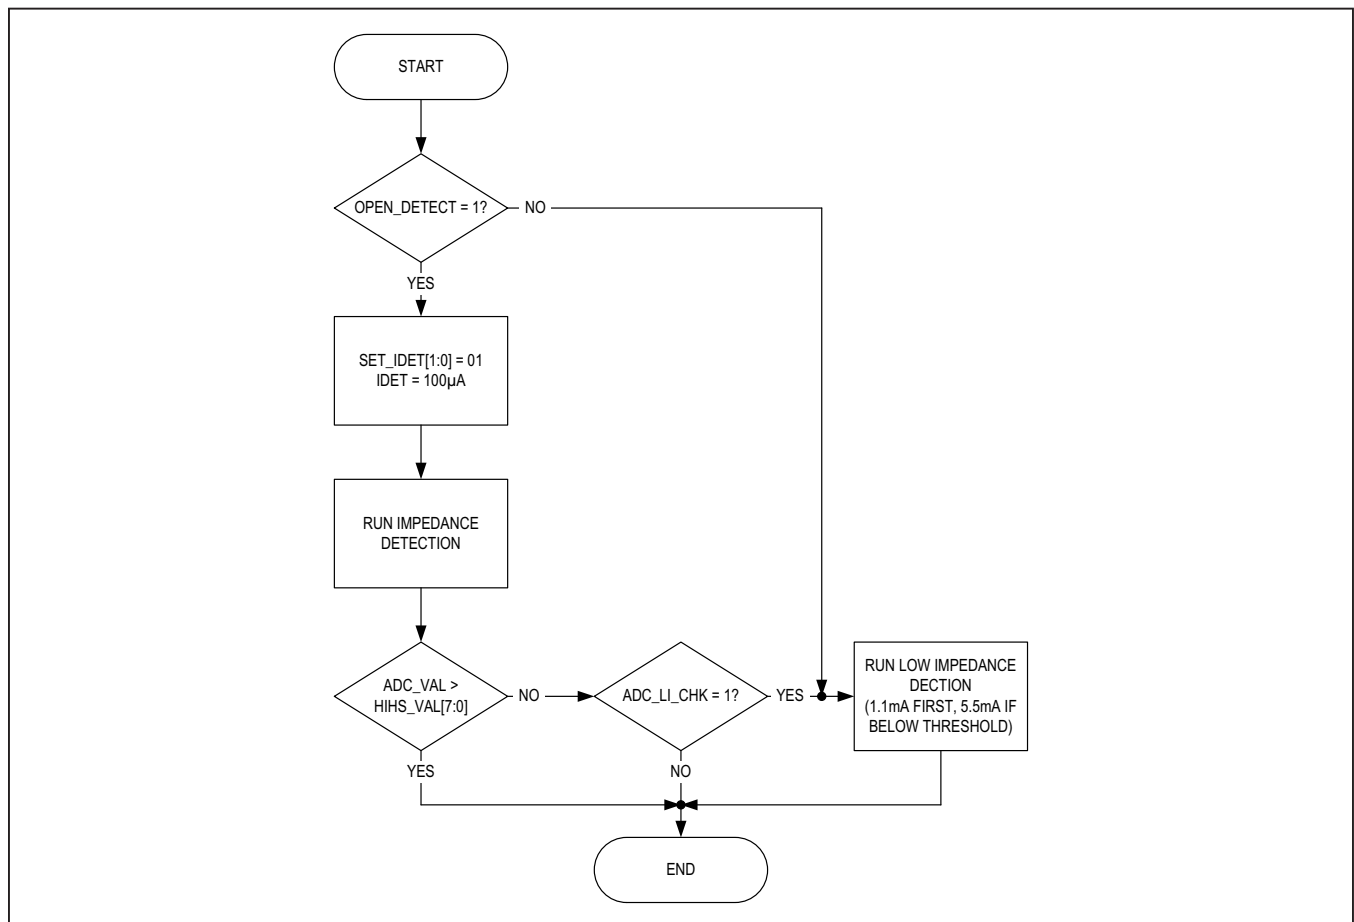 START
OPEN_DETECT = 1?
NO
YES
SET_IDET[1:0] = 01
IDET = 100µA
RUN IMPEDANCE
DETECTION
ADC_VAL >
HIHS_VAL[7:0]
NO
ADC_LI_CHK = 1?
YES
RUN LOW IMPEDANCE
DECTION
(1.1mA FIRST, 5.5mA IF
BELOW THRESHOLD)
YES
NO
END